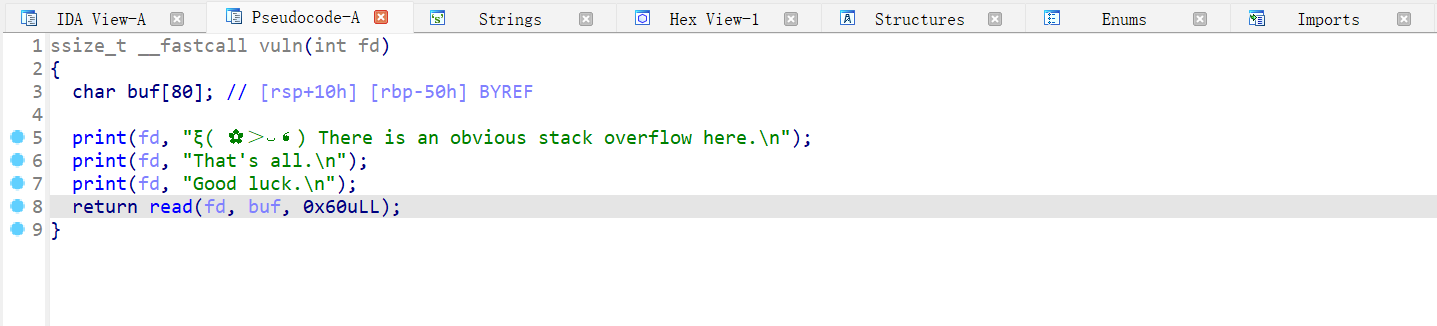 IDA View-A Pseudocode-A Strings Hex View-1 Structures Enums Imports
1 ssize_t __fastcall vuln(int fd)
2 {
3 char buf[80]; // [rsp+10h] [rbp-50h] BYREF
4
5 print(fd, "ξ( ✿>◡❛) There is an obvious stack overflow here.\n");
6 print(fd, "That's all.\n");
7 print(fd, "Good luck.\n");
8 return read(fd, buf, 0x60uLL);
9 }